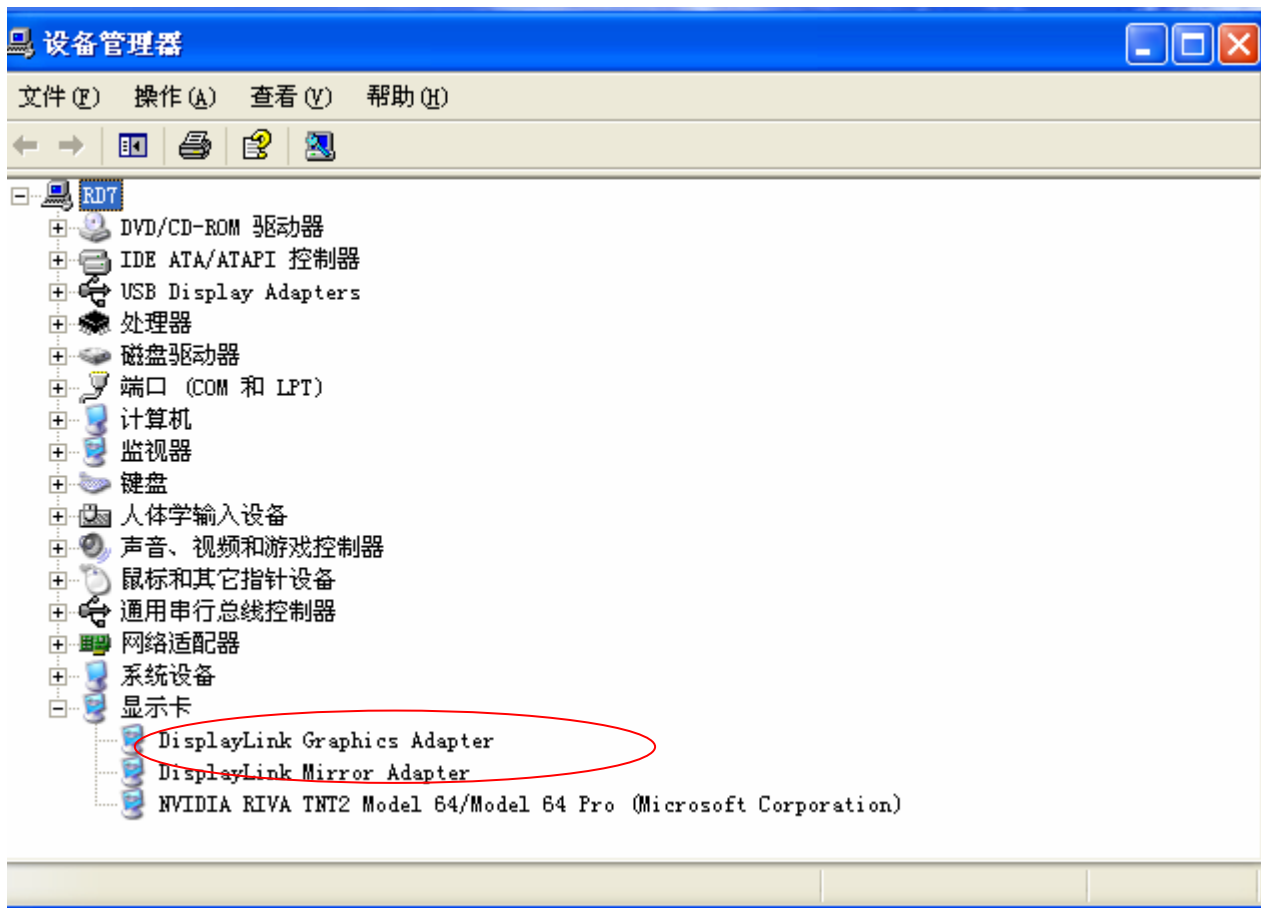 设备管理器
文件(F) 操作(A) 查看(V) 帮助(H)
RD7
DVD/CD-ROM 驱动器
IDE ATA/ATAPI 控制器
USB Display Adapters
处理器
磁盘驱动器
端口 (COM 和 LPT)
计算机
监视器
键盘
人体学输入设备
声音、视频和游戏控制器
鼠标和其它指针设备
通用串行总线控制器
网络适配器
系统设备
显示卡
DisplayLink Graphics Adapter
DisplayLink Mirror Adapter
NVIDIA RIVA TNT2 Model 64/Model 64 Pro (Microsoft Corporation)